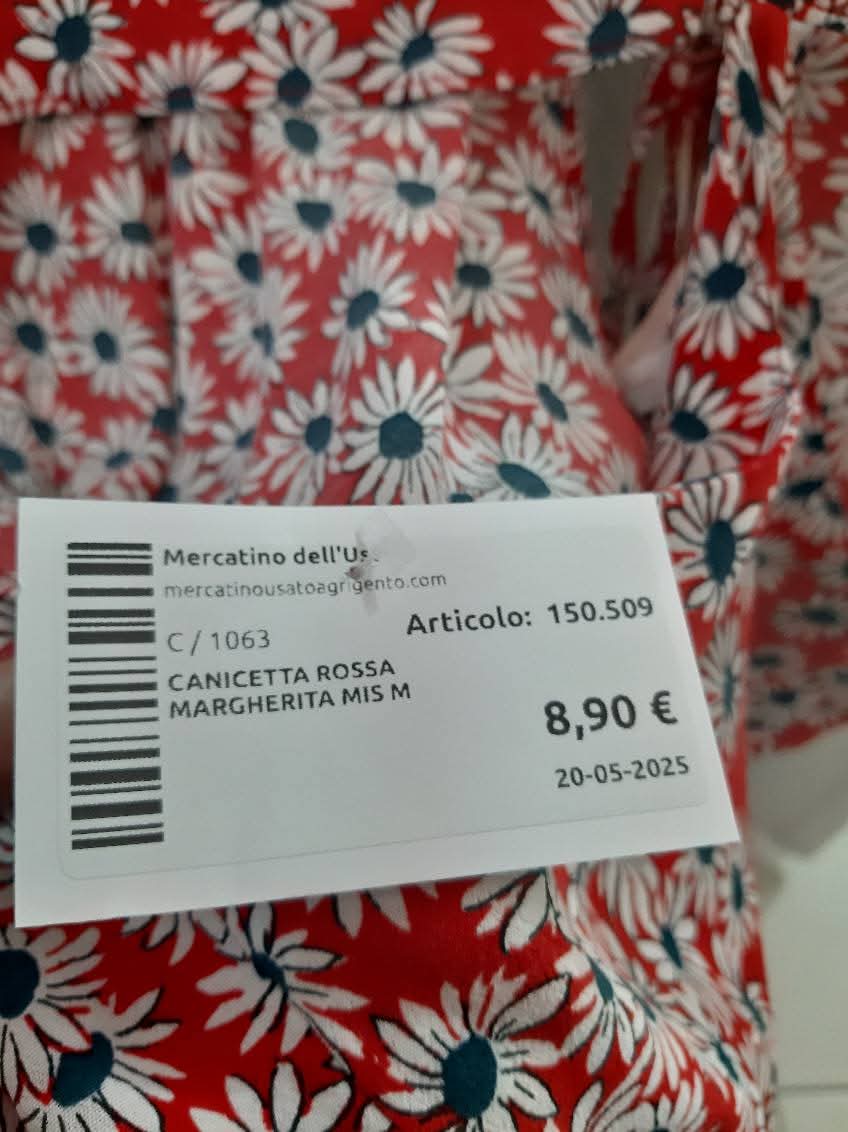 Mercatino dell'Us.
mercatinousatoagrigento.com
Articolo: 150.509
C / 1063
CANICETTA ROSSA
MARGHERITA MIS M
8,90 €
20-05-2025